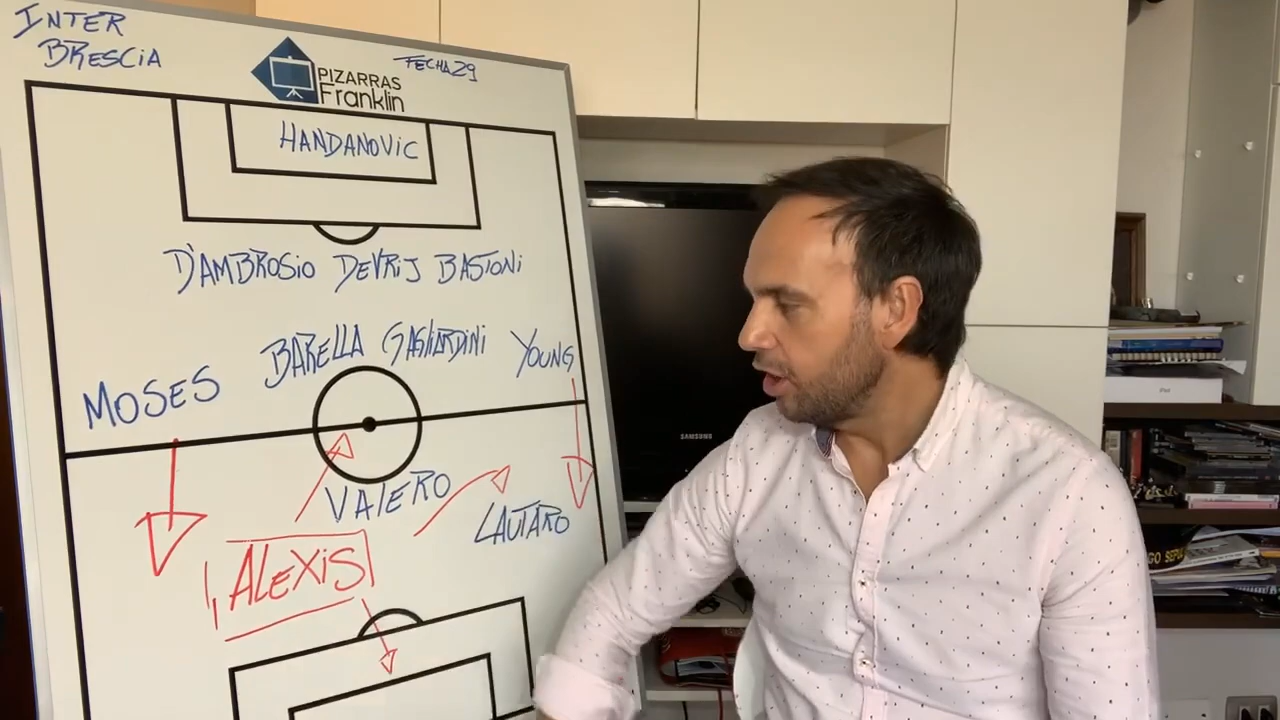 INTER
BRESCIA
FECHA 29
PIZARRAS
Franklin
HANDANOVIC
D'AMBROSIO DEVRIJ BASTONI
BARELLA GAGLIARDINI YOUNG
MOSES
VALERO
LAUTARO
ALEXIS
SAMSUNG